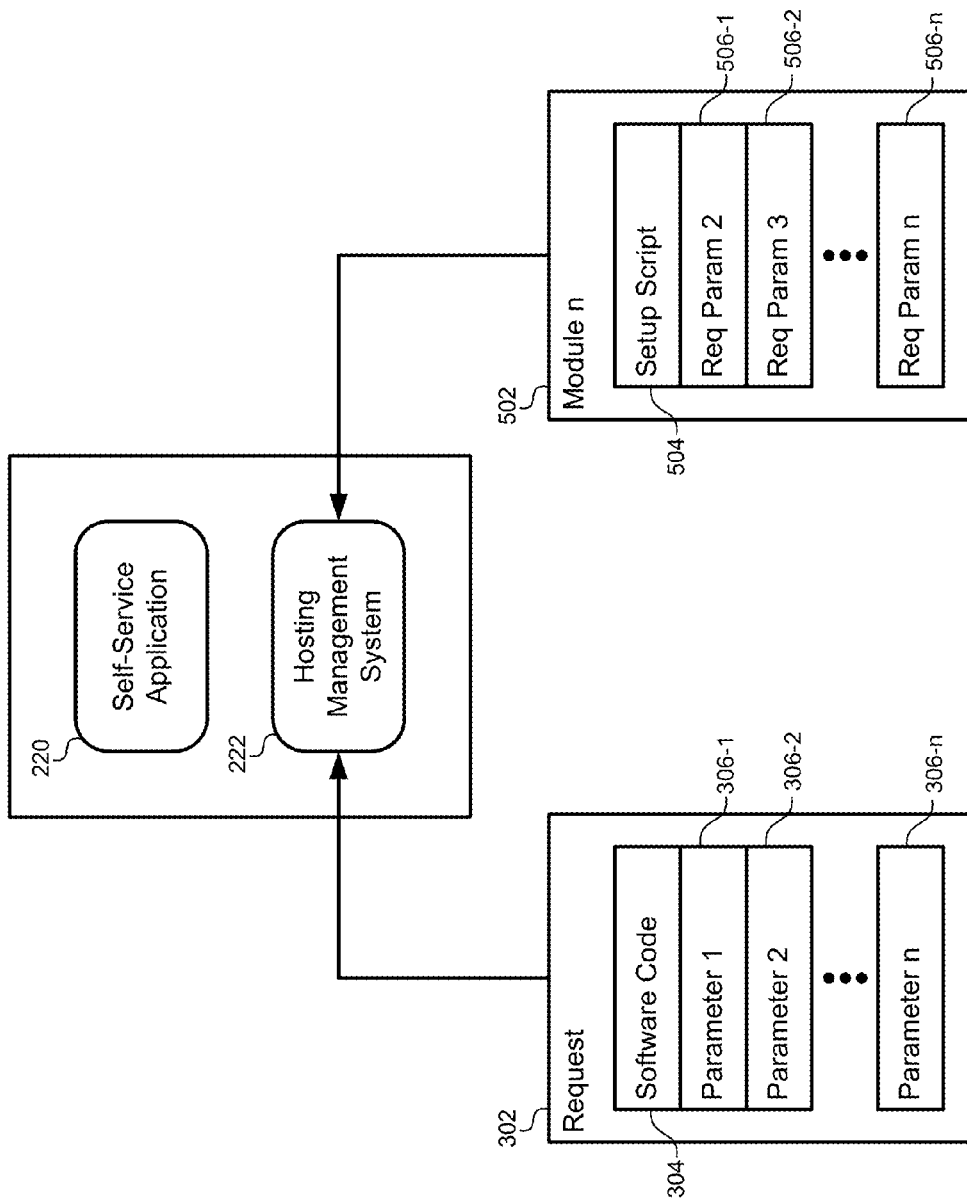 220
Self-Service
Application
222
Hosting
Management
System
302
Request
304
Software Code
Parameter 1
306-1
Parameter 2
306-2
Parameter n
306-n
502
Module n
504
Setup Script
Req Param 2
506-1
Req Param 3
506-2
Req Param n
506-n